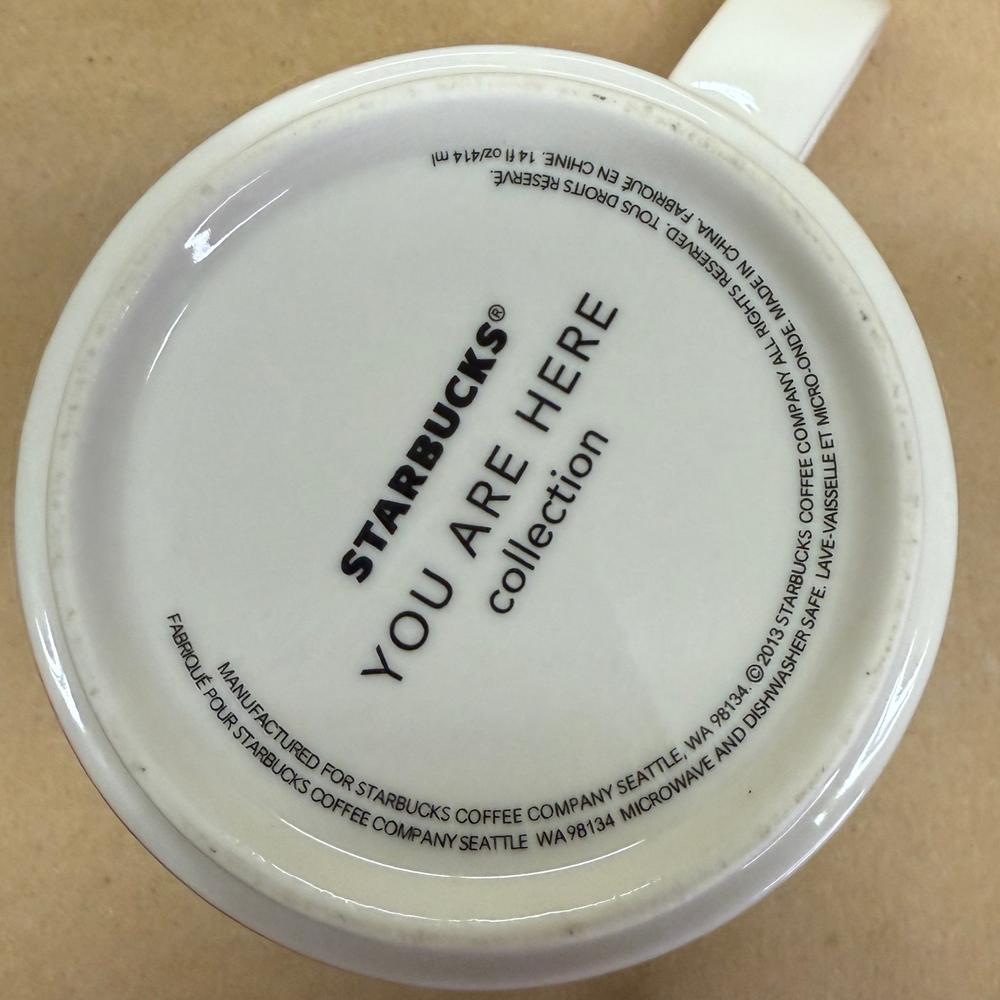 STARBUCKS®
YOU ARE HERE
collection
MANUFACTURED FOR STARBUCKS COFFEE COMPANY SEATTLE, WA 98134. ©2013 STARBUCKS COFFEE COMPANY ALL RIGHTS RESERVED. TOUS DROITS RÉSERVÉ.
FABRIQUÉ POUR STARBUCKS COFFEE COMPANY SEATTLE WA 98134 MICROWAVE AND DISHWASHER SAFE. LAVE-VAISSELLE ET MICRO-ONDE. MADE IN CHINA. FABRIQUÉ EN CHINE. 14 fl oz/414 ml